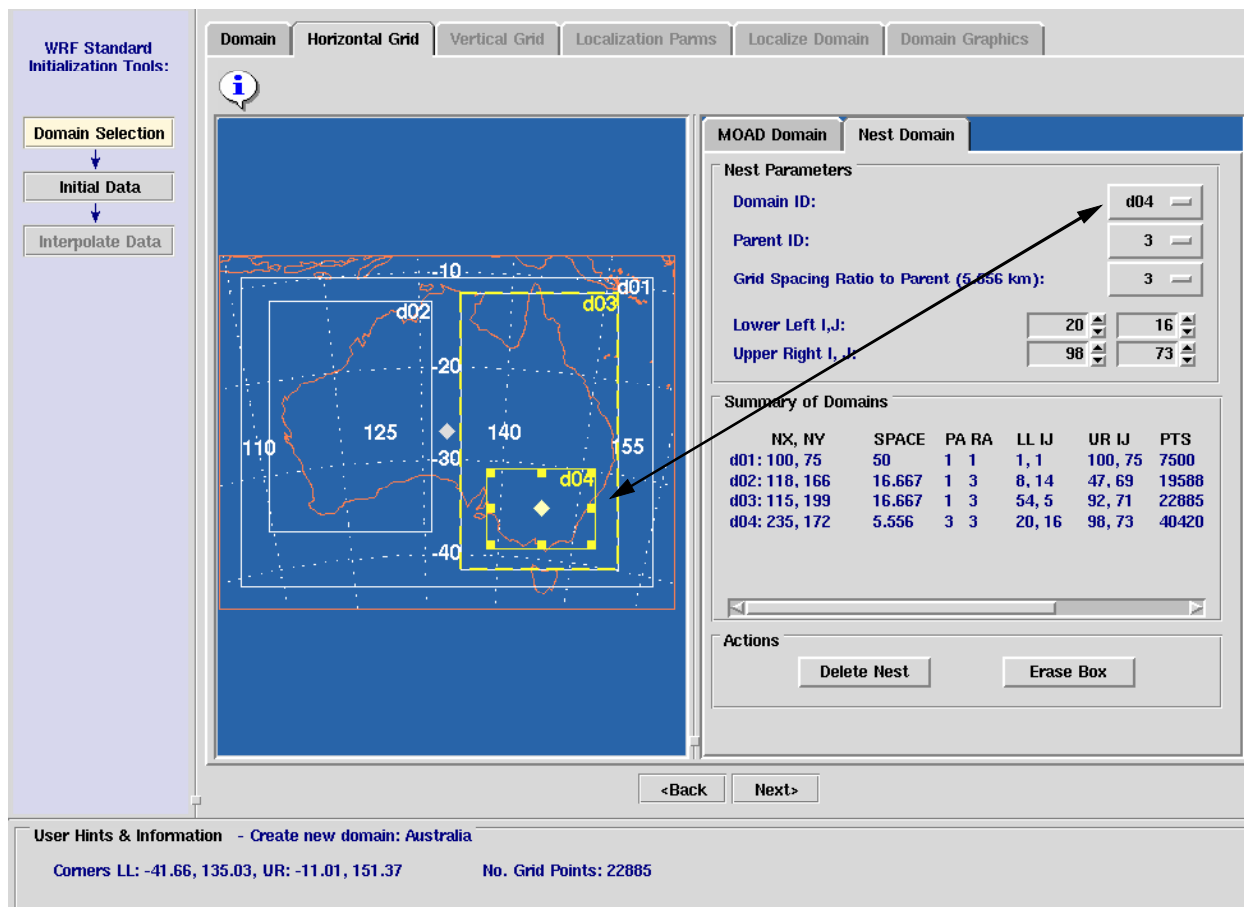 WRF Standard
Initialization Tools:
Domain Selection
Initial Data
Interpolate Data
Domain
Horizontal Grid
Vertical Grid
Localization Parms
Localize Domain
Domain Graphics
i
-10
d01
d03
d02
-20
110
125
140
155
-30
d04
-40
MOAD Domain
Nest Domain
Nest Parameters
Domain ID: d04
Parent ID: 3
Grid Spacing Ratio to Parent (5.556 km): 3
Lower Left I,J: 20 16
Upper Right I, J: 98 73
Summary of Domains
NX, NY SPACE PA RA LL IJ UR IJ PTS
d01: 100, 75 50 1 1 1, 1 100, 75 7500
d02: 118, 166 16.667 1 3 8, 14 47, 69 19588
d03: 115, 199 16.667 1 3 54, 5 92, 71 22885
d04: 235, 172 5.556 3 3 20, 16 98, 73 40420
Actions
Delete Nest
Erase Box
<Back
Next>
User Hints & Information - Create new domain: Australia
Corners LL: -41.66, 135.03, UR: -11.01, 151.37 No. Grid Points: 22885